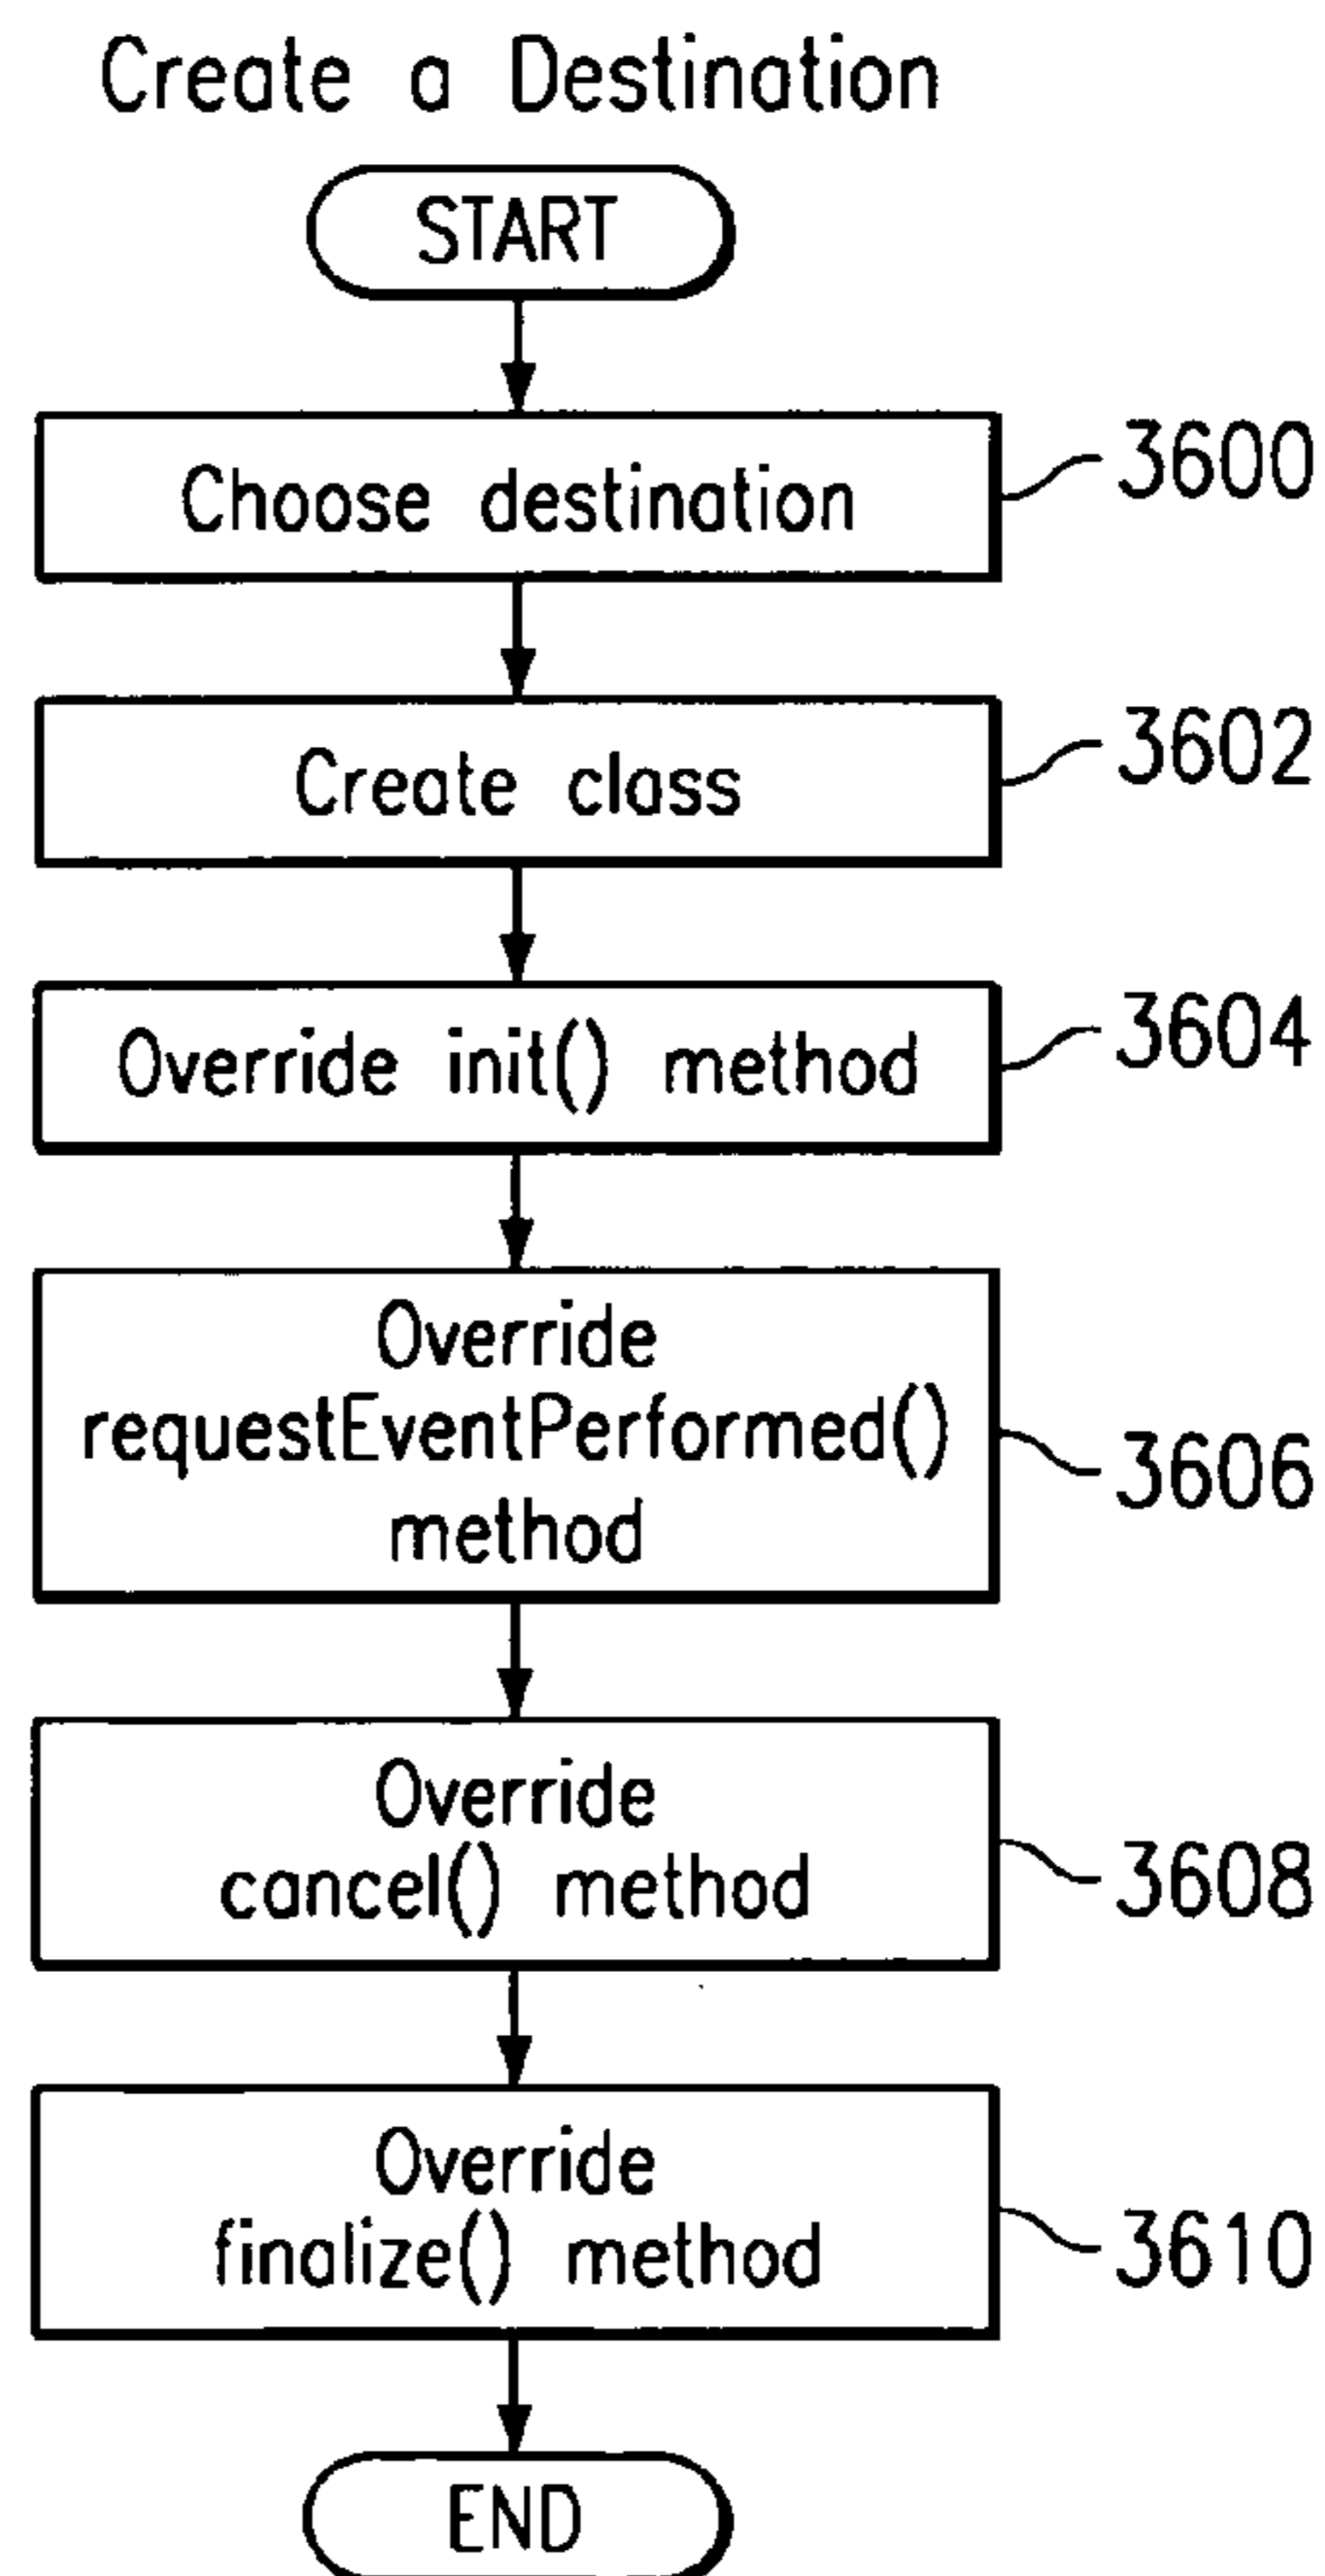 Create a Destination
START
Choose destination
3600
Create class
3602
Override init() method
3604
Override
requestEventPerformed()
method
3606
Override
cancel() method
3608
Override
finalize() method
3610
END